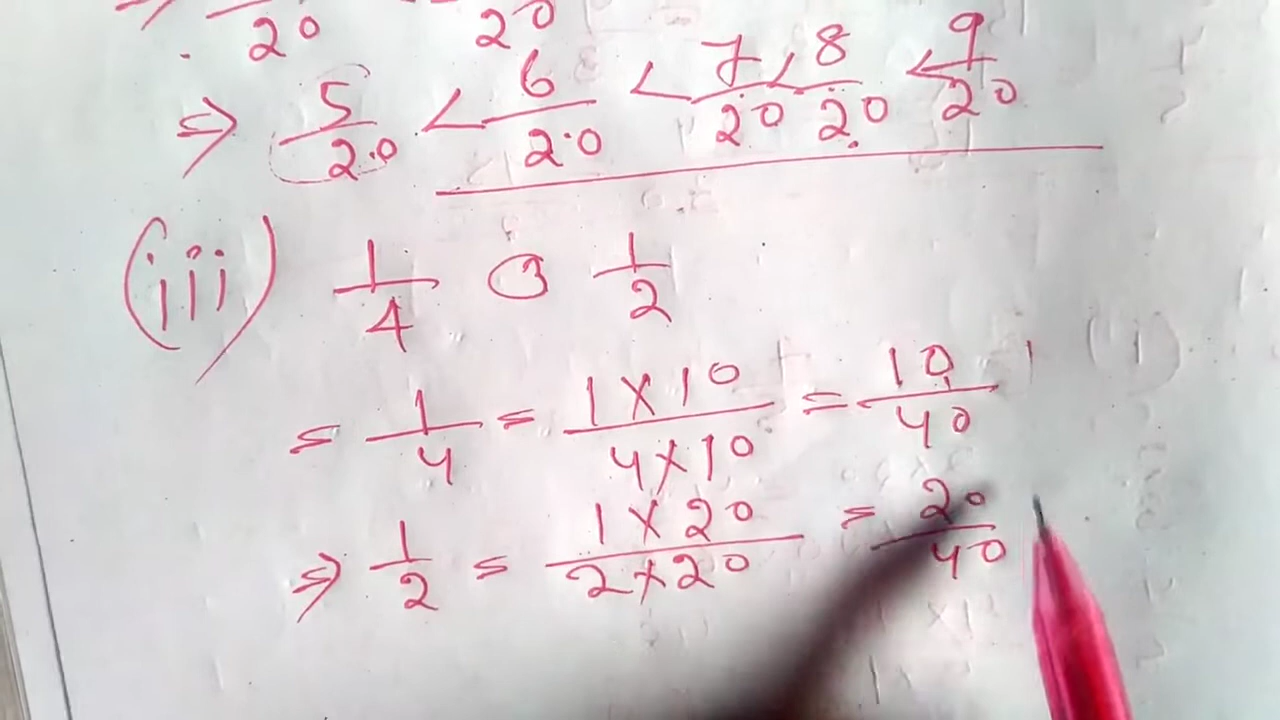 20 20
⇒ 5/20 < 6/20 < 7/20 < 8/20 < 9/20
(iii) 1/4 1/2
= 1/4 = 1×10/4×10 = 10/40
⇒ 1/2 = 1×20/2×20 = 20/40